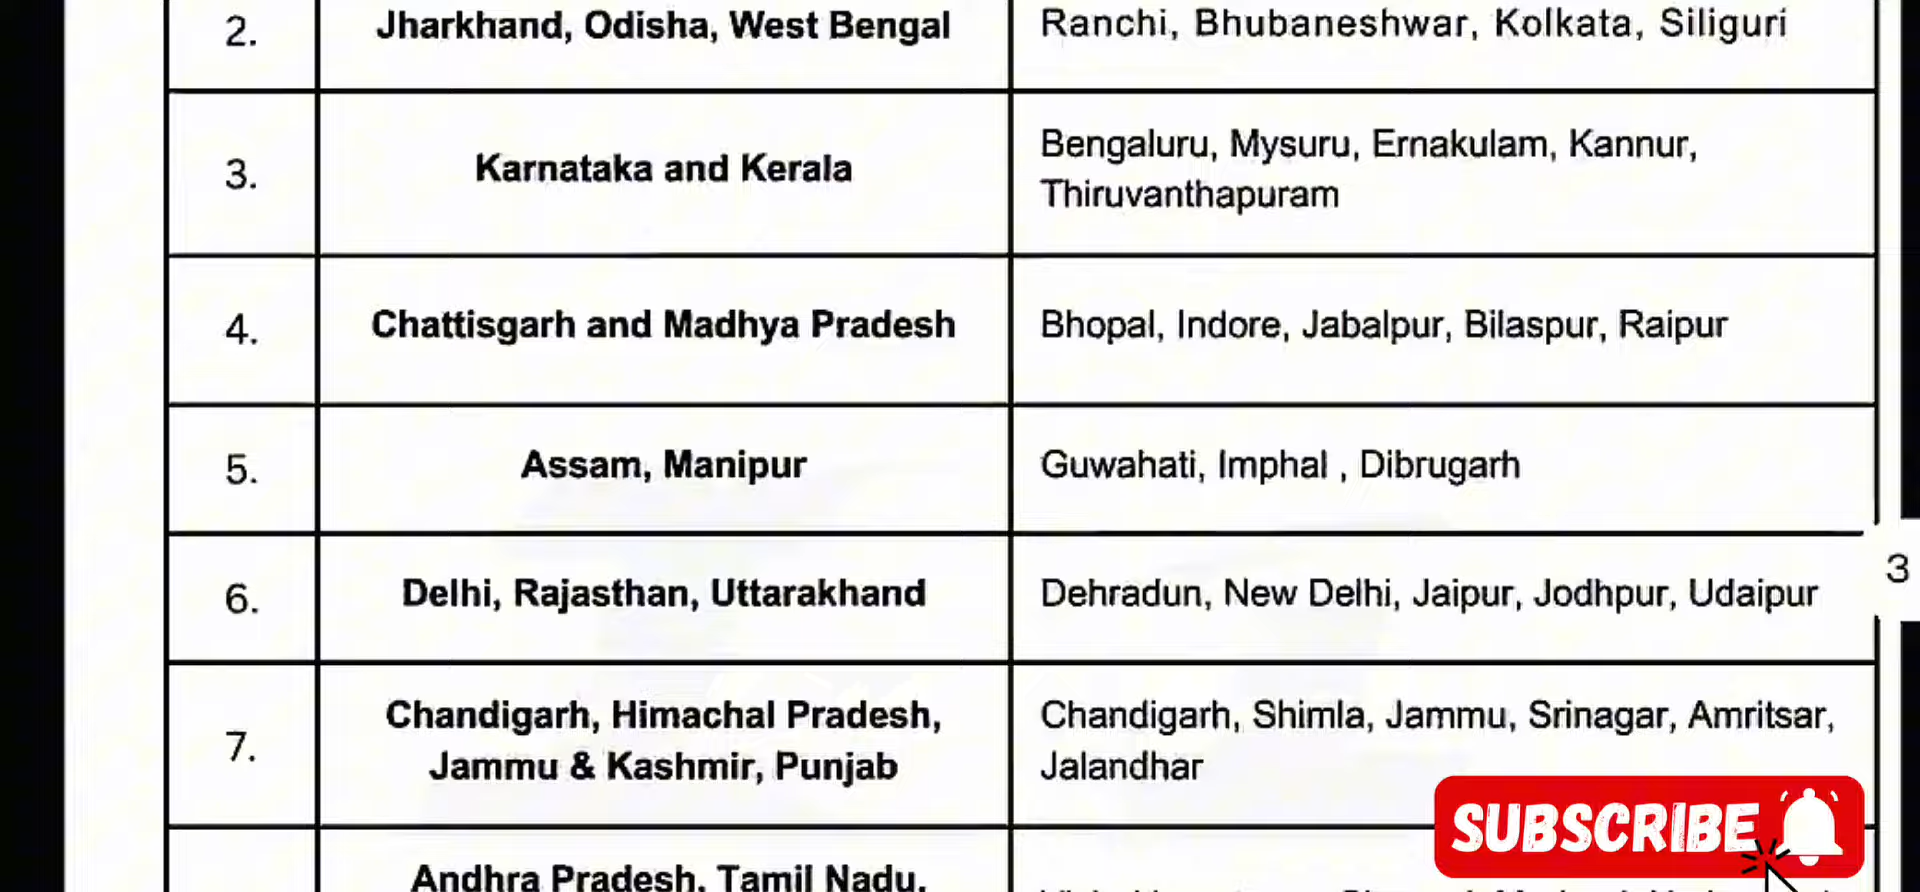 2. Jharkhand, Odisha, West Bengal Ranchi, Bhubaneshwar, Kolkata, Siliguri
3. Karnataka and Kerala Bengaluru, Mysuru, Ernakulam, Kannur,
Thiruvanthapuram
4. Chattisgarh and Madhya Pradesh Bhopal, Indore, Jabalpur, Bilaspur, Raipur
5. Assam, Manipur Guwahati, Imphal , Dibrugarh
3
6. Delhi, Rajasthan, Uttarakhand Dehradun, New Delhi, Jaipur, Jodhpur, Udaipur
7. Chandigarh, Himachal Pradesh,
Jammu & Kashmir, Punjab
Chandigarh, Shimla, Jammu, Srinagar, Amritsar,
Jalandhar
SUBSCRIBE
Andhra Pradesh, Tamil Nadu,